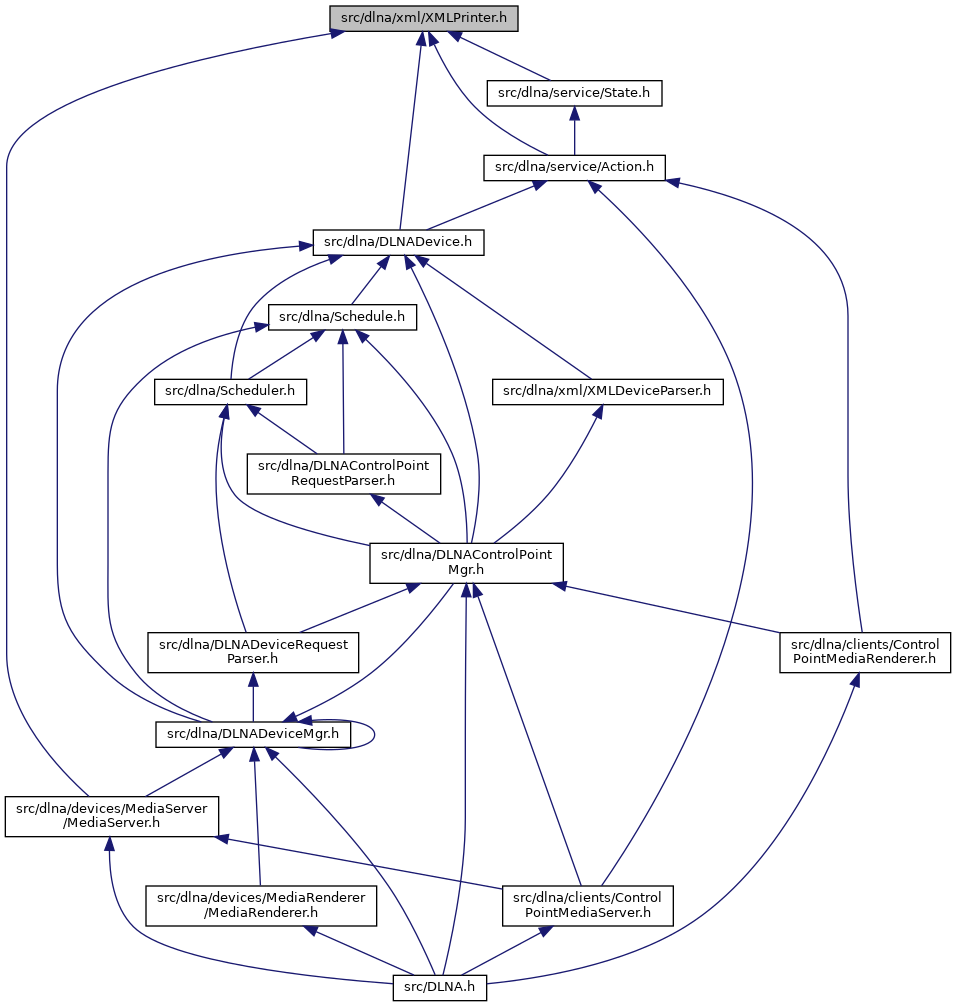 src/dlna/xml/XMLPrinter.h
src/dlna/service/State.h
src/dlna/service/Action.h
src/dlna/DLNADevice.h
src/dlna/Schedule.h
src/dlna/Scheduler.h
src/dlna/xml/XMLDeviceParser.h
src/dlna/DLNAControlPoint
RequestParser.h
src/dlna/DLNAControlPoint
Mgr.h
src/dlna/DLNADeviceRequest
Parser.h
src/dlna/clients/Control
PointMediaRenderer.h
src/dlna/DLNADeviceMgr.h
src/dlna/devices/MediaServer
/MediaServer.h
src/dlna/devices/MediaRenderer
/MediaRenderer.h
src/dlna/clients/Control
PointMediaServer.h
src/DLNA.h